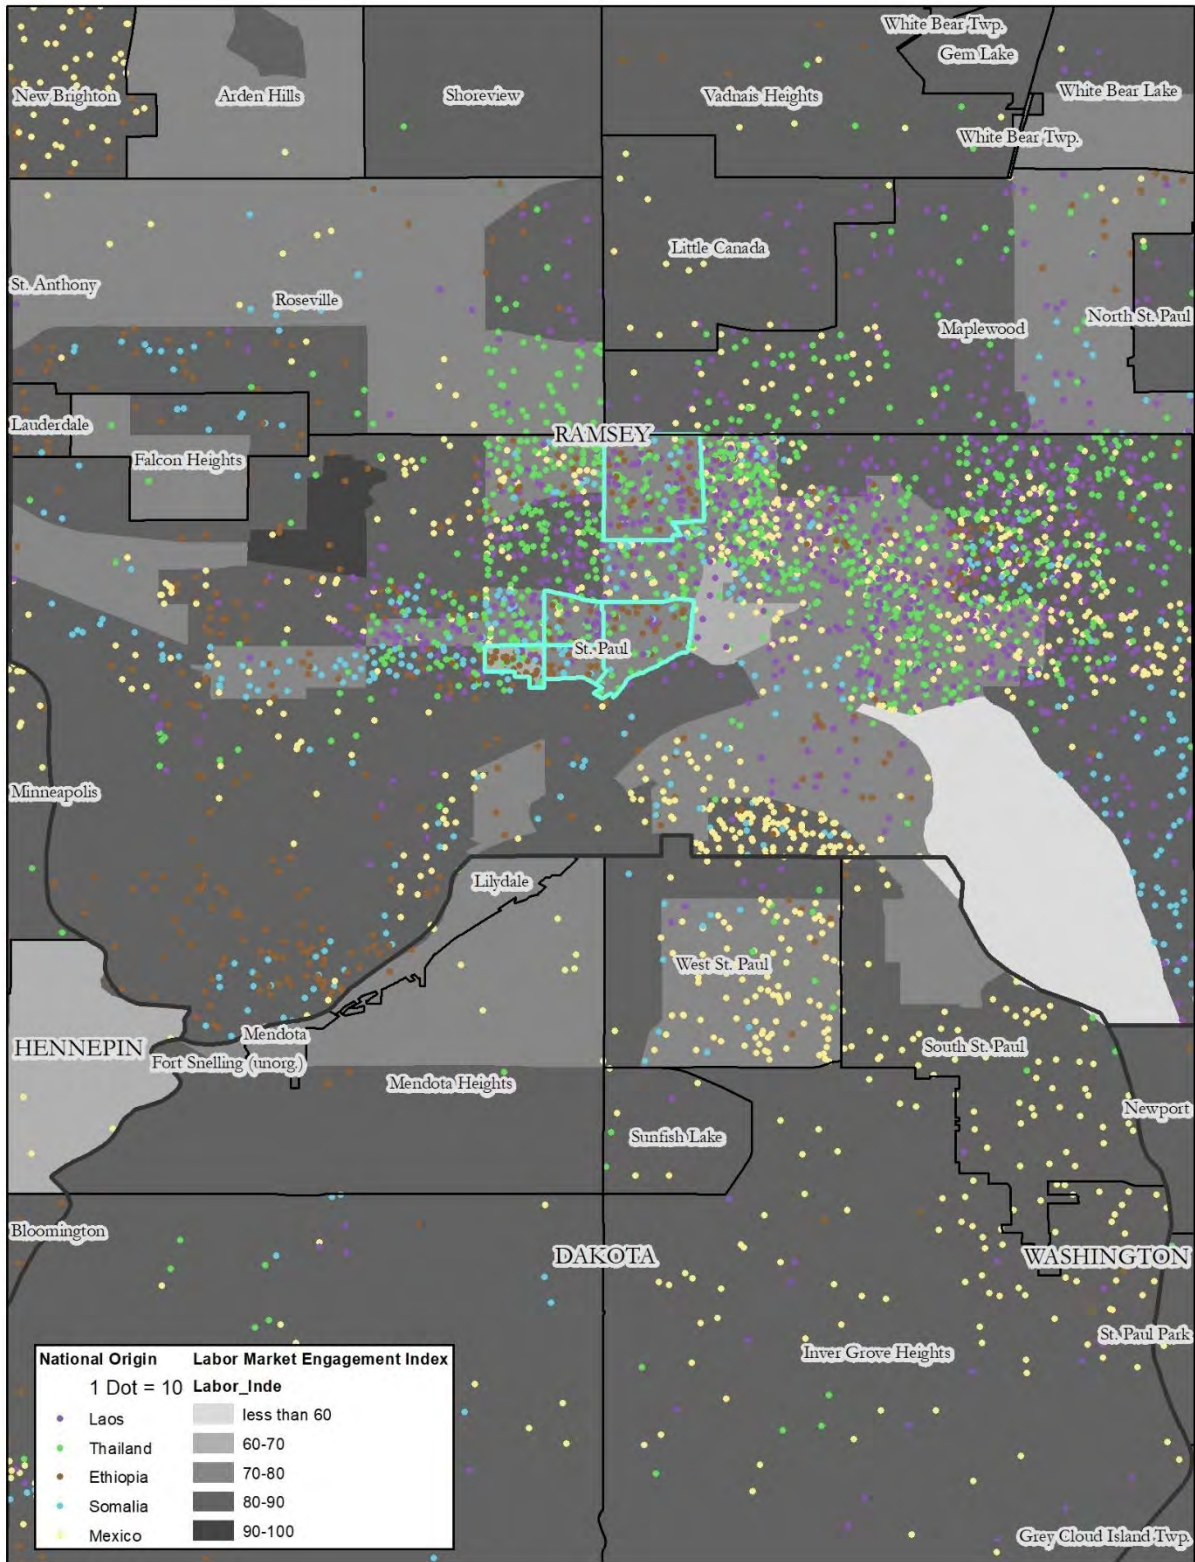 White Bear Twp.
Gem Lake
New Brighton
Arden Hills
Shoreview
Vadnais Heights
White Bear Lake
White Bear Twp.
Little Canada
St. Anthony
Roseville
North St. Paul
Maplewood
Lauderdale
RAMSEY
Falcon Heights
St. Paul
Minneapolis
Lilydale
West St. Paul
Mendota
HENNEPIN
South St. Paul
Fort Snelling (unorg.)
Mendota Heights
Newport
Sunfish Lake
Bloomington
DAKOTA
WASHINGTON
St. Paul Park
Inver Grove Heights
National Origin
1 Dot = 10
Laos
Thailand
Ethiopia
Somalia
Mexico
Labor Market Engagement Index
Labor_Inde
less than 60
60-70
70-80
80-90
90-100
Grey Cloud Island Twp.